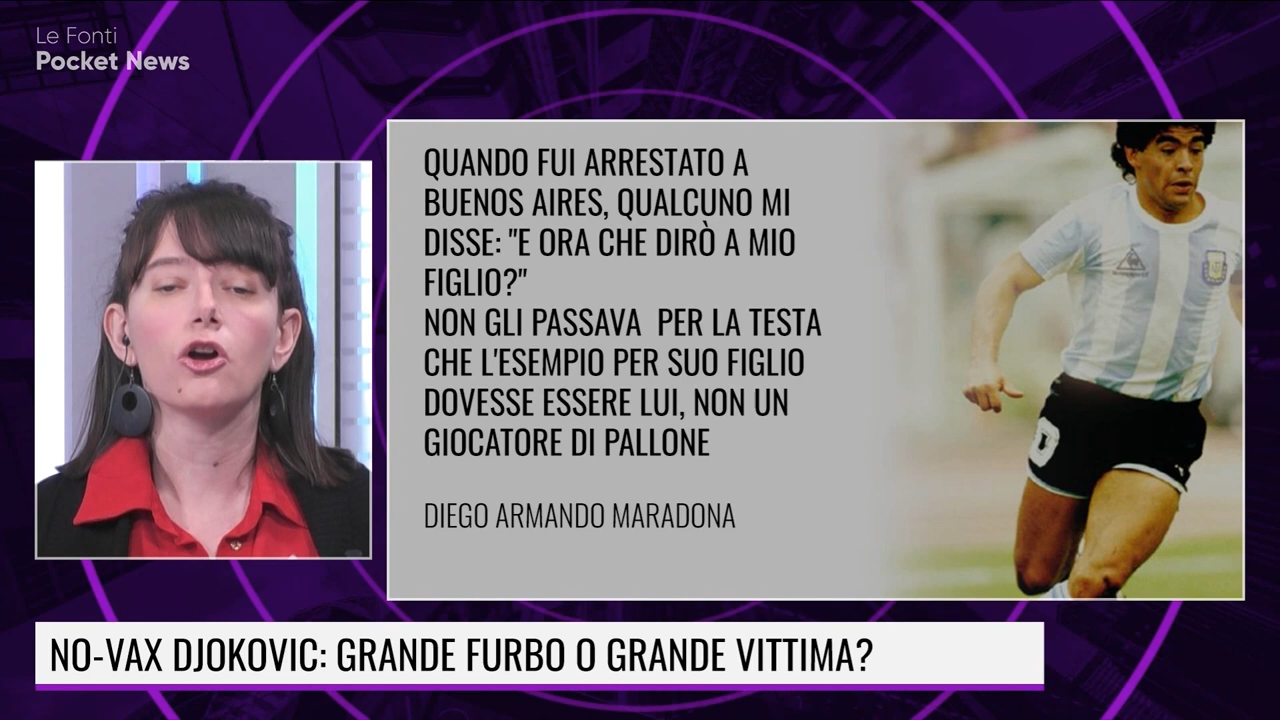 Le Fonti
Pocket News
QUANDO FUI ARRESTATO A
BUENOS AIRES, QUALCUNO MI
DISSE: "E ORA CHE DIRÒ A MIO
FIGLIO?"
NON GLI PASSAVA  PER LA TESTA
CHE L'ESEMPIO PER SUO FIGLIO
DOVESSE ESSERE LUI, NON UN
GIOCATORE DI PALLONE
DIEGO ARMANDO MARADONA
NO-VAX DJOKOVIC: GRANDE FURBO O GRANDE VITTIMA?